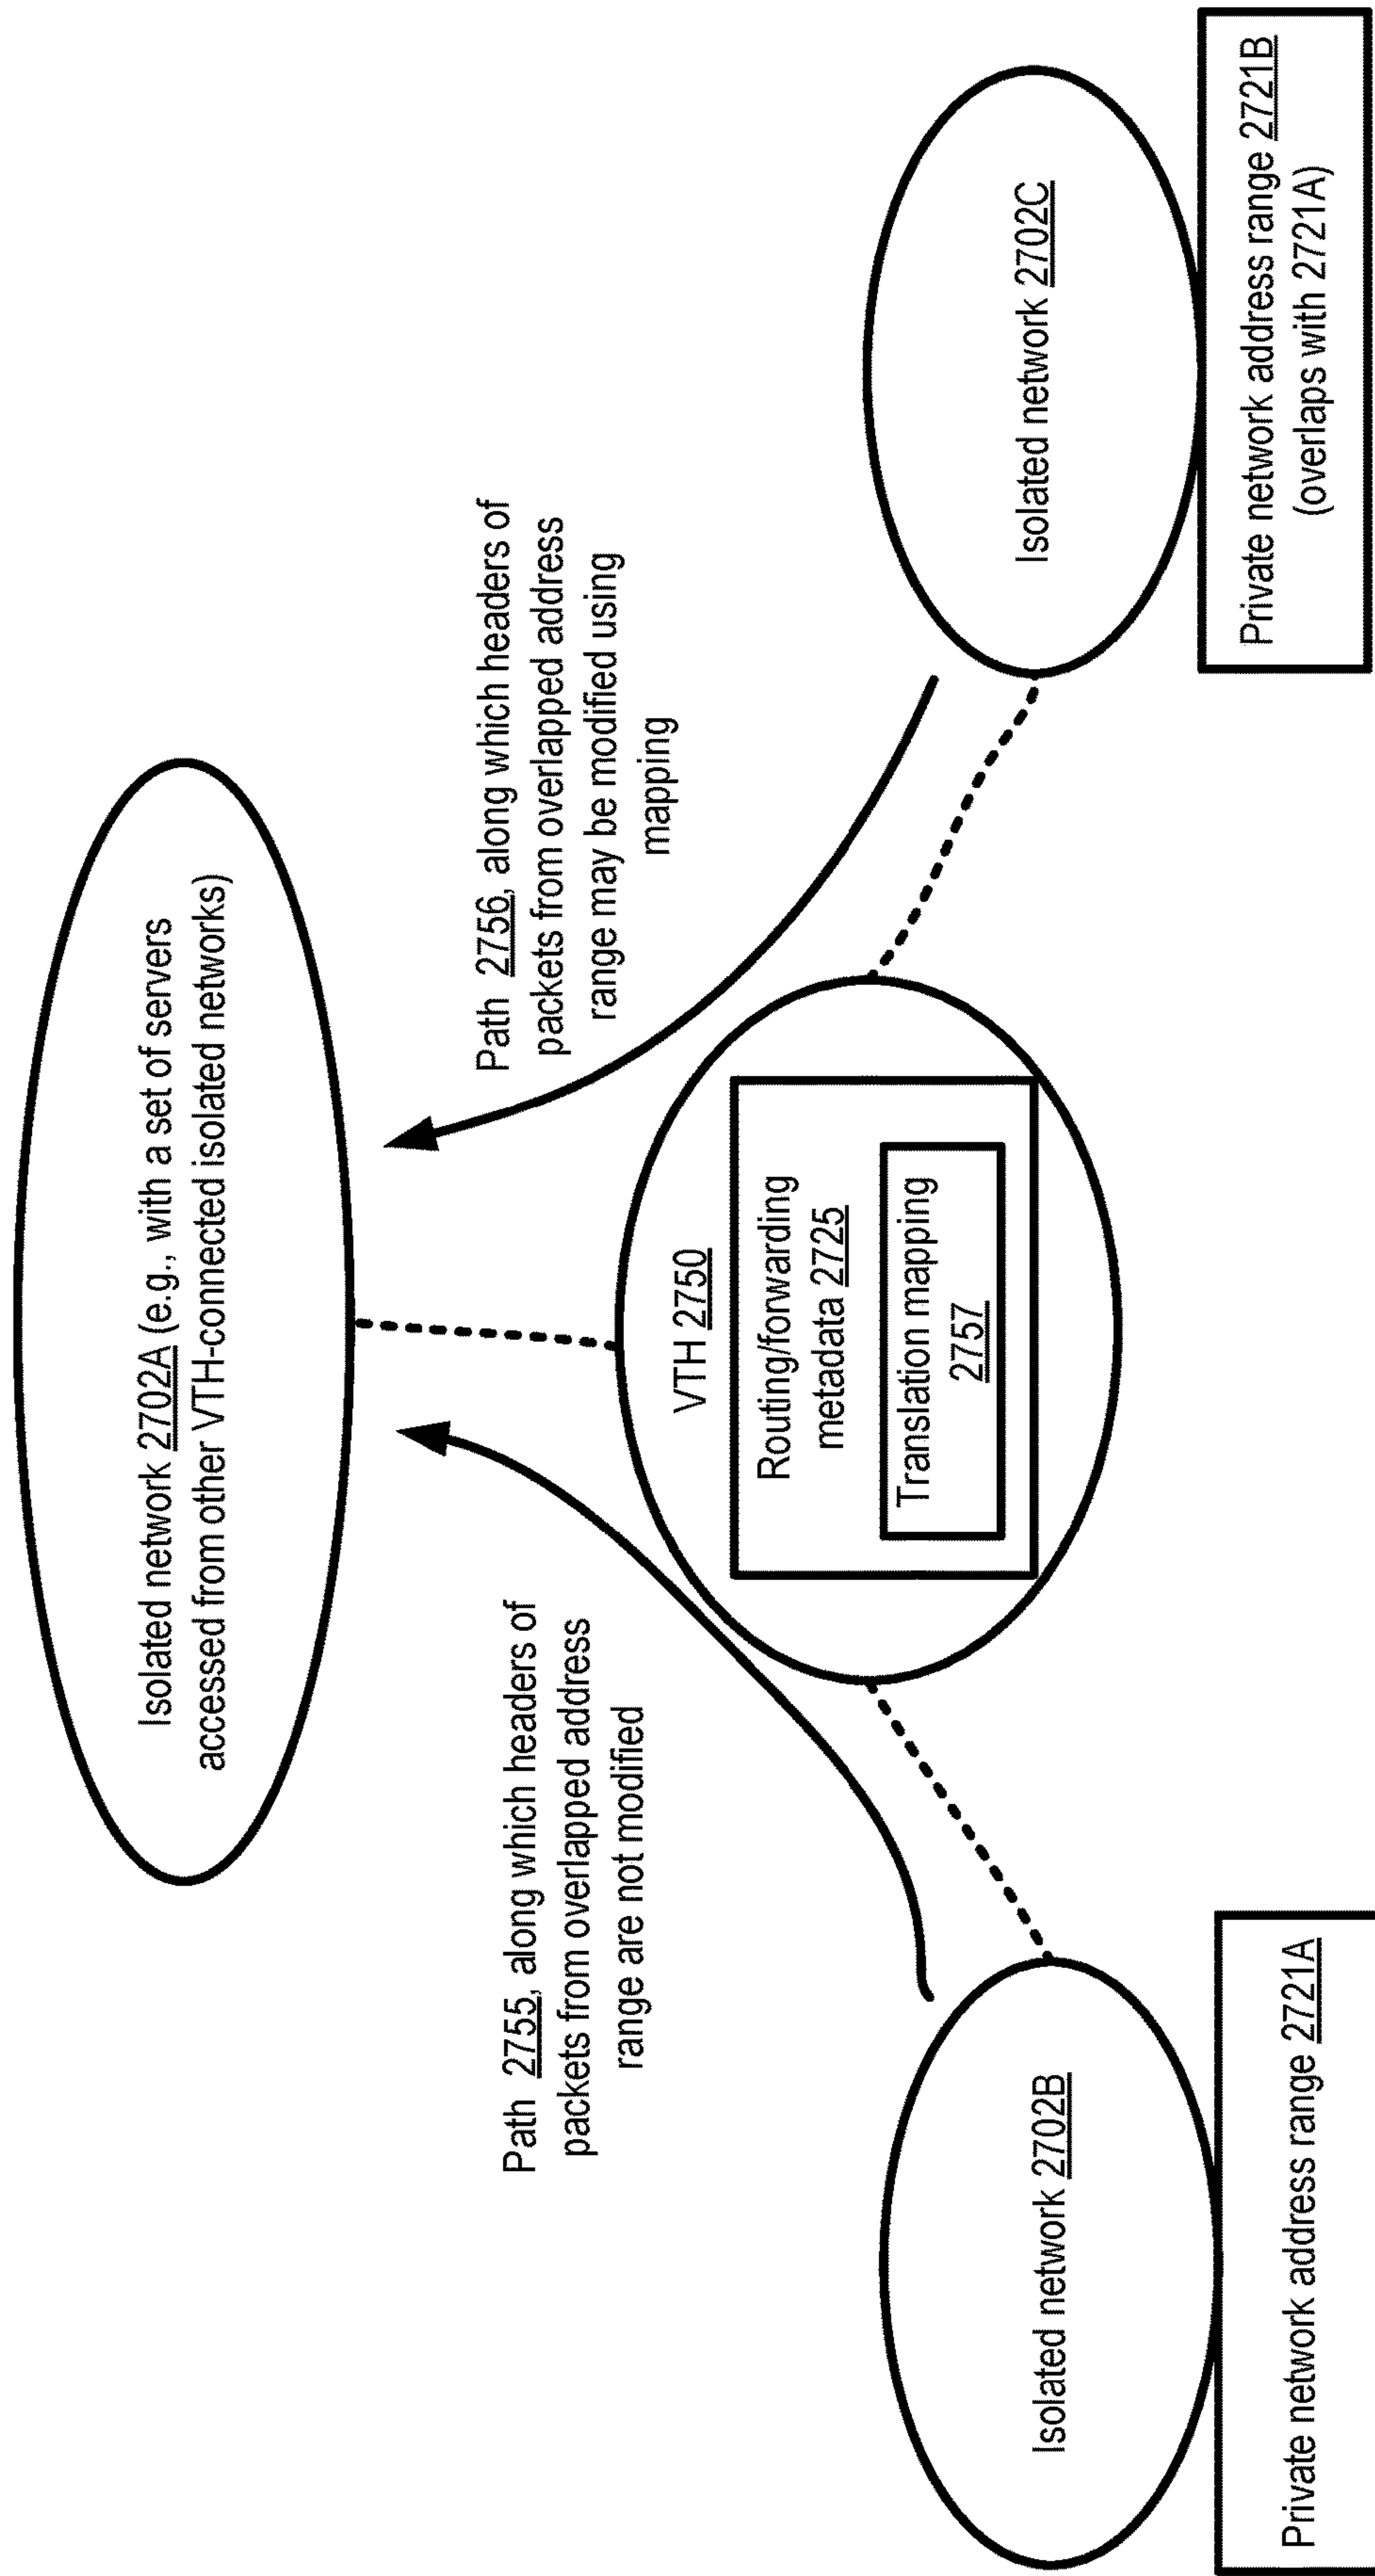 Isolated network 2702A (e.g., with a set of servers
accessed from other VTH-connected isolated networks)
Path 2755, along which headers of
packets from overlapped address
range are not modified
Path 2756, along which headers of
packets from overlapped address
range may be modified using
mapping
VTH 2750
Routing/forwarding
metadata 2725
Translation mapping
2757
Isolated network 2702B
Private network address range 2721A
Isolated network 2702C
Private network address range 2721B
(overlaps with 2721A)